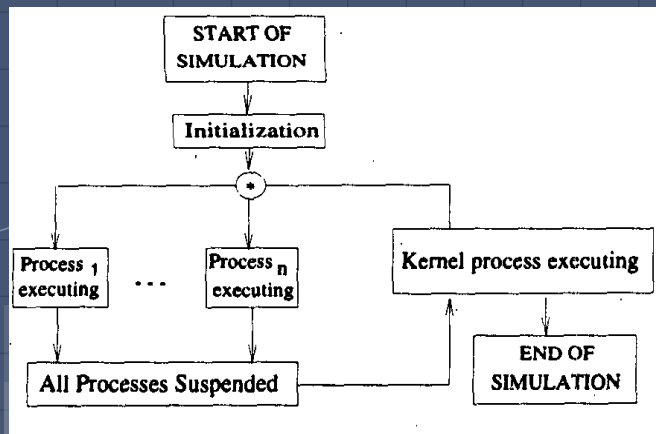 START OF
SIMULATION
Initialization
*
Process 1
executing
...
Process n
executing
Kernel process executing
All Processes Suspended
END OF
SIMULATION